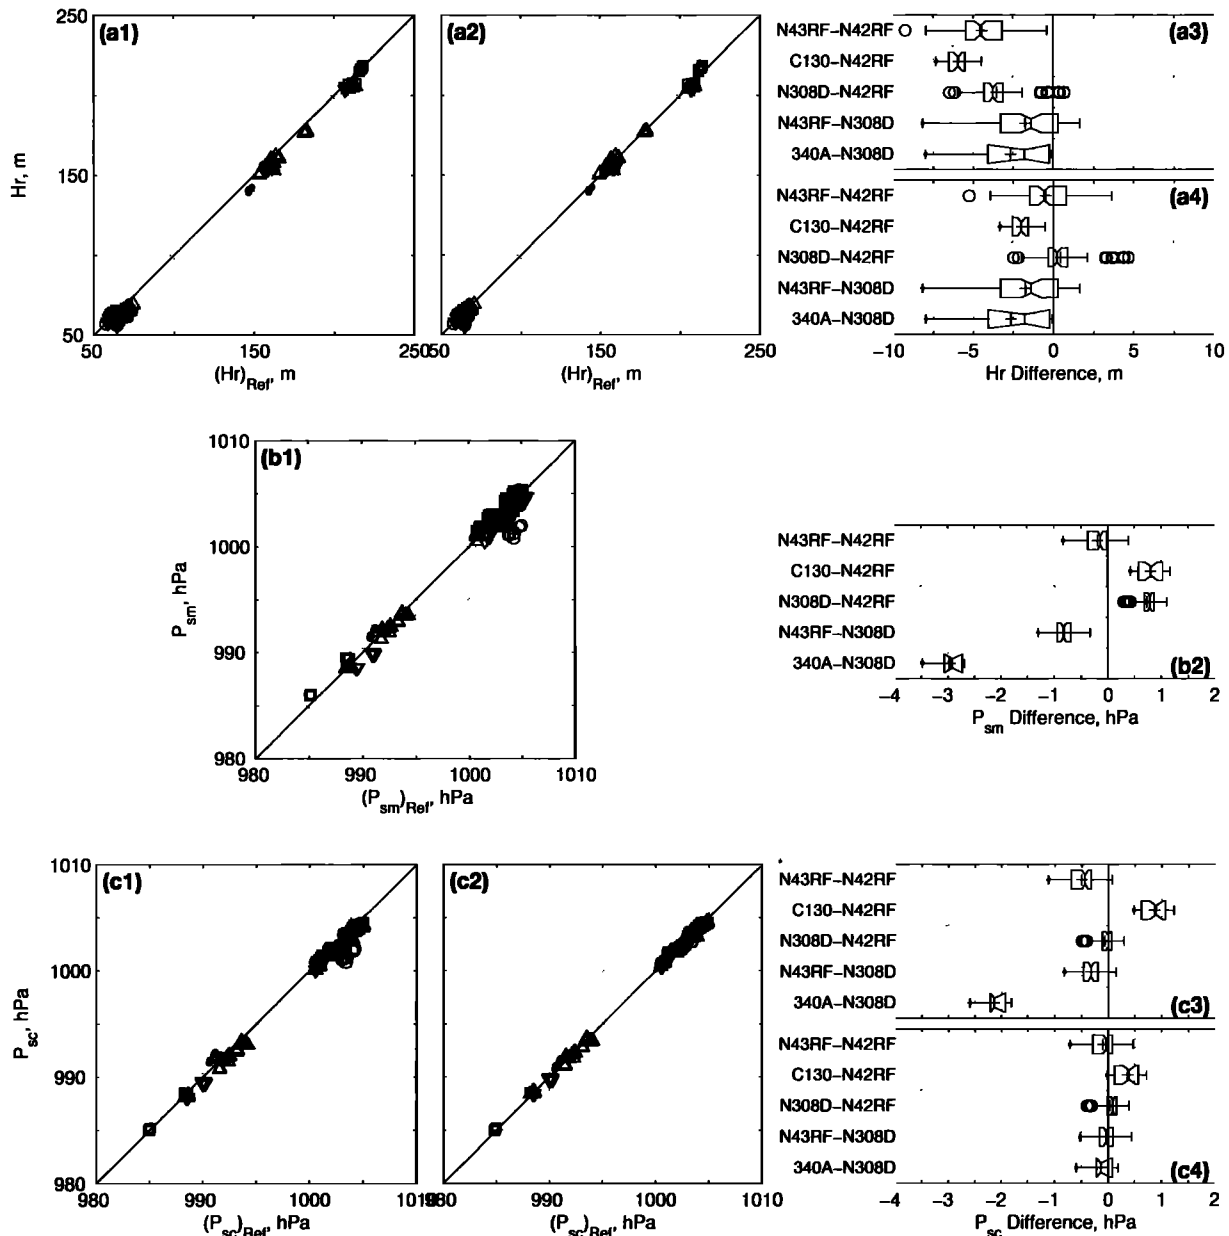 250
(a1)
(a2)
N43RF–N42RF
(a3)
C130–N42RF
N308D–N42RF
N43RF–N308D
340A–N308D
Hr, m
150
N43RF–N42RF
(a4)
C130–N42RF
N308D–N42RF
N43RF–N308D
340A–N308D
50
50
150
250
50
150
250
−10
−5
0
5
10
(Hr)Ref, m
(Hr)Ref, m
Hr Difference, m
1010
(b1)
1000
990
980
Psm, hPa
980
990
1000
1010
(Psm)Ref, hPa
N43RF–N42RF
C130–N42RF
N308D–N42RF
N43RF–N308D
340A–N308D
(b2)
−4
−3
−2
−1
0
1
2
Psm Difference, hPa
1010
(c1)
(c2)
1000
990
980
Psc, hPa
980
990
1000
1010
980
990
1000
1010
(Psc)Ref, hPa
(Psc)Ref, hPa
N43RF–N42RF
C130–N42RF
N308D–N42RF
N43RF–N308D
340A–N308D
(c3)
N43RF–N42RF
C130–N42RF
N308D–N42RF
N43RF–N308D
340A–N308D
(c4)
−4
−3
−2
−1
0
1
2
Psc Difference, hPa